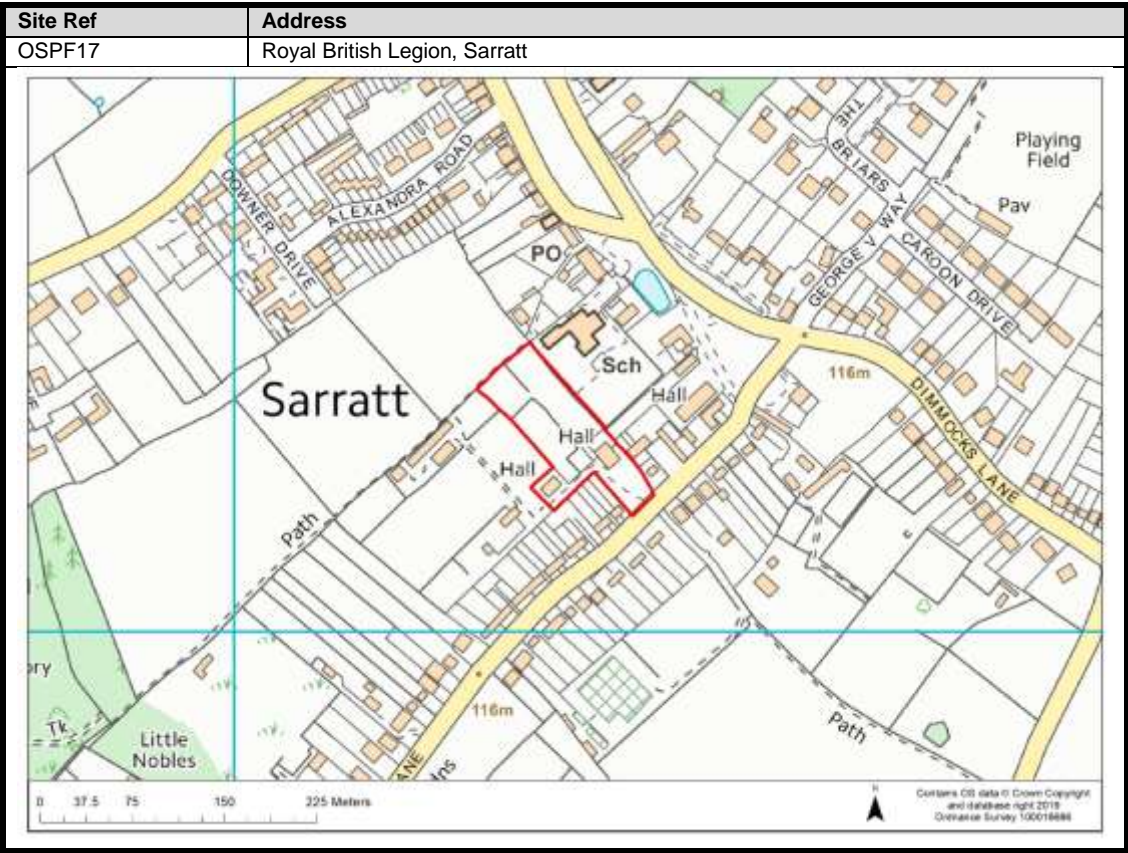 Site Ref Address
OSPF17 Royal British Legion, Sarratt
THE
BRIARS
Playing
Field
DOWNER DRIVE
ALEXANDRA ROAD
Pav
PO
GEORGE V WAY
CAROON DRIVE
Sch
116m
Sarratt
Hall
DIMMOCKS LANE
Hall
Hall
Path
116m
Path
Tk
Little
Nobles
ANE
0 37.5 75 150 225 Meters
N
Contains OS data © Crown Copyright
and database right 2019
Ordnance Survey 100018686